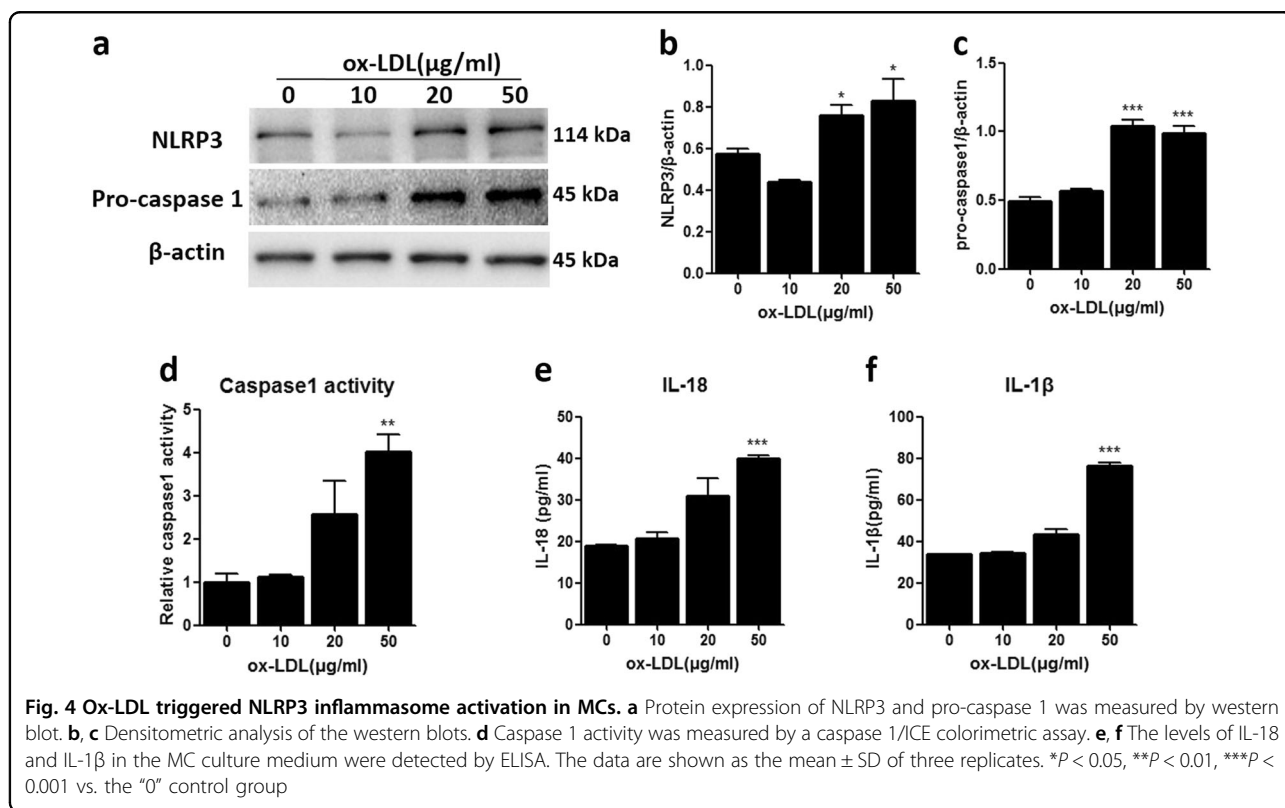 a
ox-LDL(µg/ml)
0 10 20 50
NLRP3 114 kDa
Pro-caspase 1 45 kDa
β-actin 45 kDa
b
* *
NLRP3/β-actin
1.0
0.8
0.6
0.4
0.2
0.0
0 10 20 50
ox-LDL(µg/ml)
c
*** ***
pro-caspase1/β-actin
1.5
1.0
0.5
0.0
0 10 20 50
ox-LDL(µg/ml)
d
Caspase1 activity
**
Relative caspase1 activity
5
4
3
2
1
0
0 10 20 50
ox-LDL(µg/ml)
e
IL-18
***
IL-18 (pg/ml)
50
40
30
20
10
0
0 10 20 50
ox-LDL(µg/ml)
f
IL-1β
***
IL-1β(pg/ml)
100
80
60
40
20
0
0 10 20 50
ox-LDL(µg/ml)
Fig. 4 Ox-LDL triggered NLRP3 inflammasome activation in MCs. a Protein expression of NLRP3 and pro-caspase 1 was measured by western
blot. b, c Densitometric analysis of the western blots. d Caspase 1 activity was measured by a caspase 1/ICE colorimetric assay. e, f The levels of IL-18
and IL-1β in the MC culture medium were detected by ELISA. The data are shown as the mean ± SD of three replicates. *P < 0.05, **P < 0.01, ***P <
0.001 vs. the “0” control group